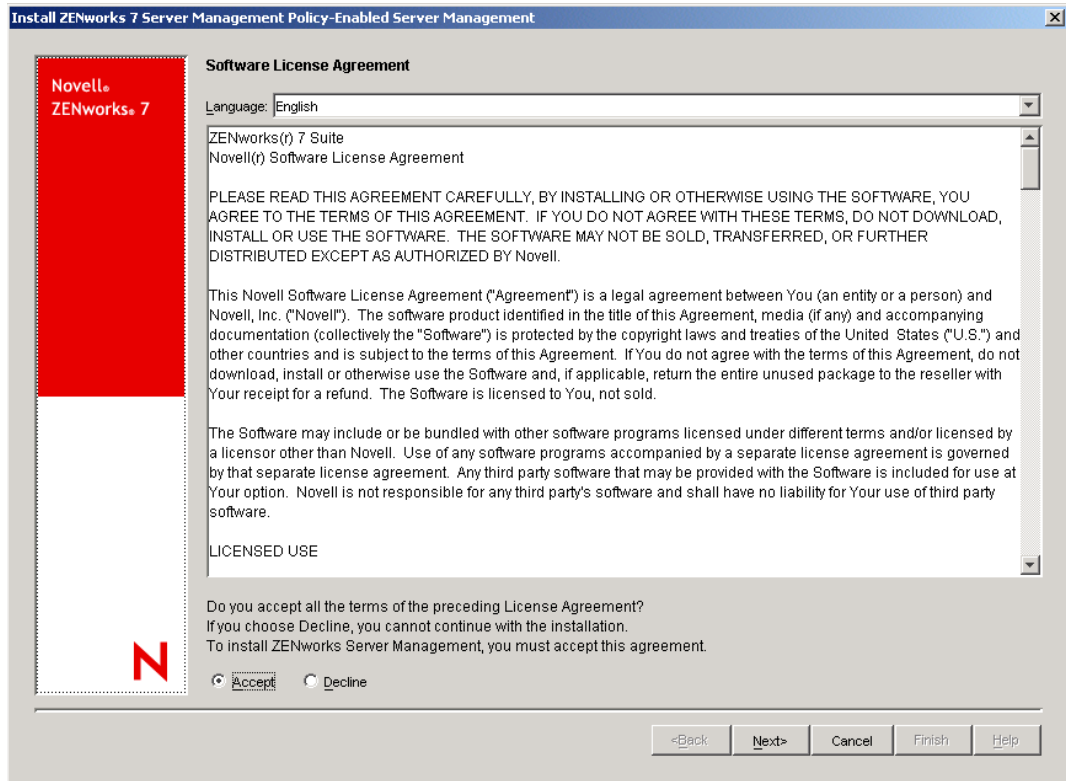 Install ZENworks 7 Server Management Policy-Enabled Server Management
Novell®
ZENworks® 7
Software License Agreement
Language: English
ZENworks(r) 7 Suite
Novell(r) Software License Agreement
PLEASE READ THIS AGREEMENT CAREFULLY, BY INSTALLING OR OTHERWISE USING THE SOFTWARE, YOU
AGREE TO THE TERMS OF THIS AGREEMENT. IF YOU DO NOT AGREE WITH THESE TERMS, DO NOT DOWNLOAD,
INSTALL OR USE THE SOFTWARE. THE SOFTWARE MAY NOT BE SOLD, TRANSFERRED, OR FURTHER
DISTRIBUTED EXCEPT AS AUTHORIZED BY Novell.
This Novell Software License Agreement ("Agreement") is a legal agreement between You (an entity or a person) and
Novell, Inc. ("Novell"). The software product identified in the title of this Agreement, media (if any) and accompanying
documentation (collectively the "Software") is protected by the copyright laws and treaties of the United States ("U.S.") and
other countries and is subject to the terms of this Agreement. If You do not agree with the terms of this Agreement, do not
download, install or otherwise use the Software and, if applicable, return the entire unused package to the reseller with
Your receipt for a refund. The Software is licensed to You, not sold.
The Software may include or be bundled with other software programs licensed under different terms and/or licensed by
a licensor other than Novell. Use of any software programs accompanied by a separate license agreement is governed
by that separate license agreement. Any third party software that may be provided with the Software is included for use at
Your option. Novell is not responsible for any third party's software and shall have no liability for Your use of third party
software.
LICENSED USE
Do you accept all the terms of the preceding License Agreement?
If you choose Decline, you cannot continue with the installation.
To install ZENworks Server Management, you must accept this agreement.
N
Accept Decline
<Back Next> Cancel Finish Help